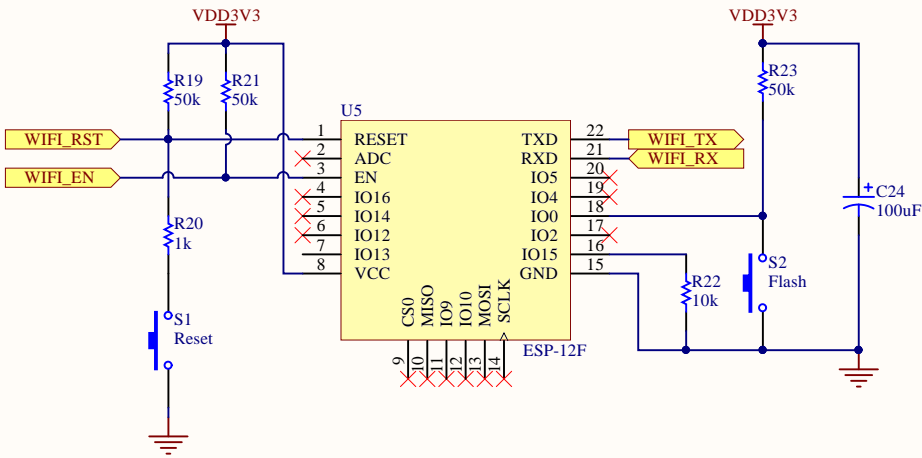 VDD3V3
VDD3V3
R19
50k
R21
50k
R23
50k
U5
WIFI_RST
1
RESET
TXD
22
WIFI_TX
2
ADC
RXD
21
WIFI_RX
WIFI_EN
3
EN
IO5
20
4
IO16
IO4
19
5
IO14
IO0
18
6
IO12
IO2
17
7
IO13
IO15
16
8
VCC
GND
15
C24
100uF
+
R20
1k
S2
Flash
R22
10k
CS0
MISO
IO9
IO10
MOSI
SCLK
S1
Reset
ESP-12F
9
10
11
12
13
14